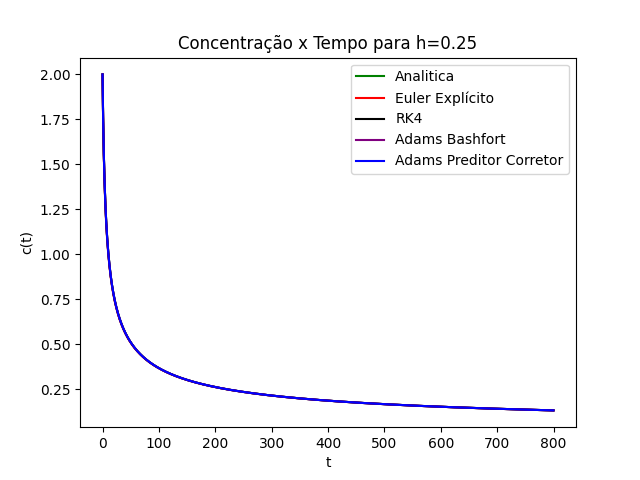 Concentração x Tempo para h=0.25
Analitica
Euler Explícito
RK4
Adams Bashfort
Adams Preditor Corretor
2.00
1.75
1.50
1.25
1.00
0.75
0.50
0.25
c(t)
0 100 200 300 400 500 600 700 800
t